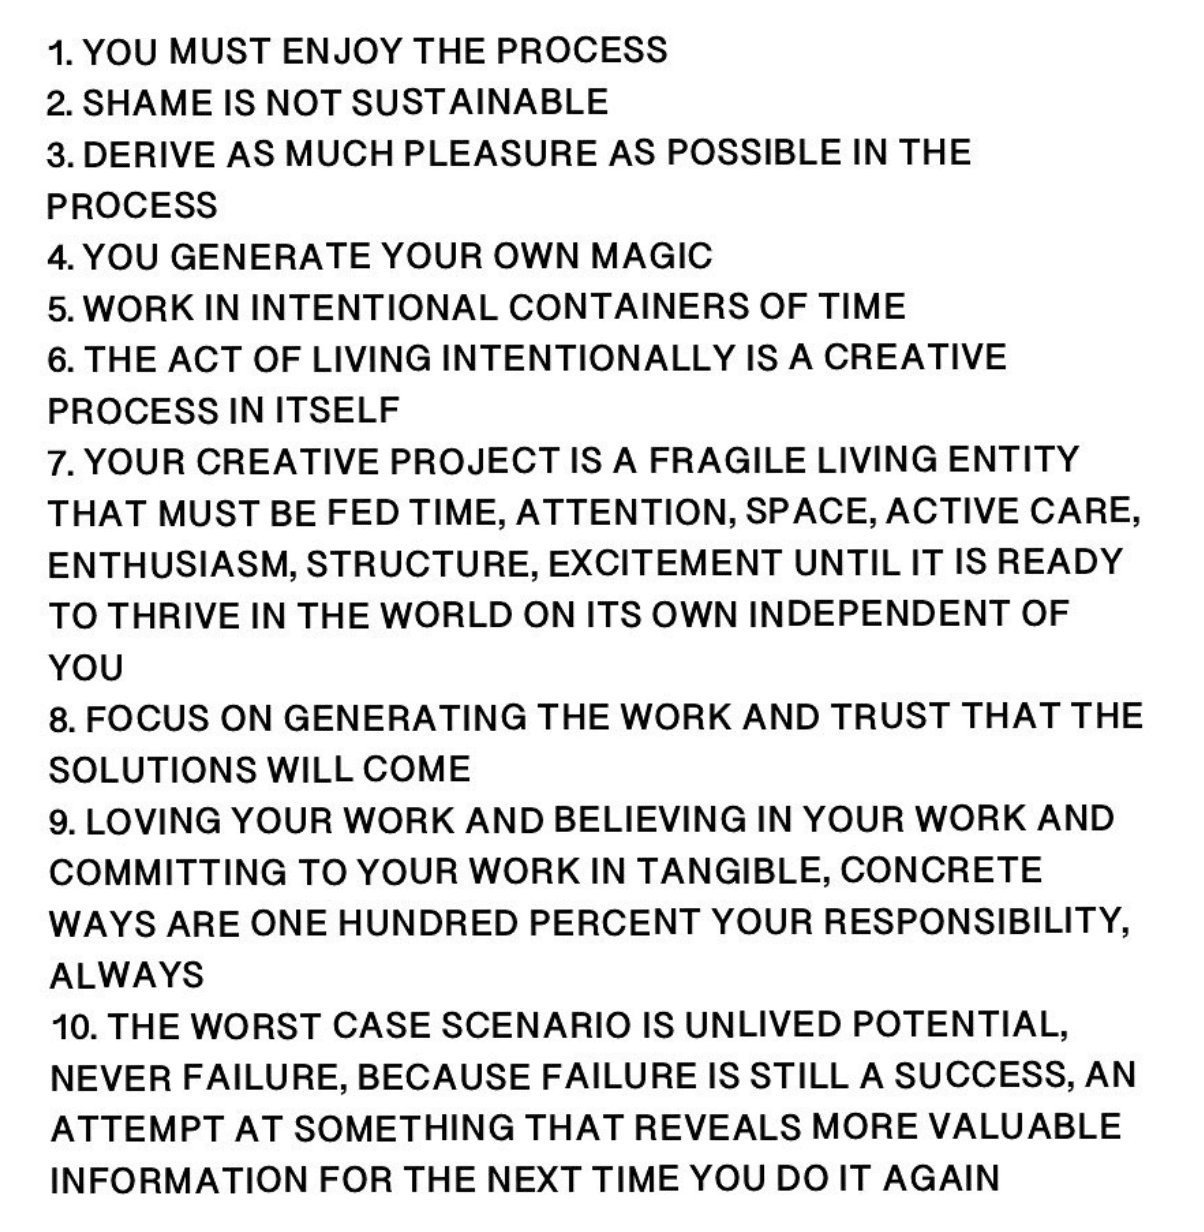 1. YOU MUST ENJOY THE PROCESS
2. SHAME IS NOT SUSTAINABLE
3. DERIVE AS MUCH PLEASURE AS POSSIBLE IN THE
PROCESS
4. YOU GENERATE YOUR OWN MAGIC
5. WORK IN INTENTIONAL CONTAINERS OF TIME
6. THE ACT OF LIVING INTENTIONALLY IS A CREATIVE
PROCESS IN ITSELF
7. YOUR CREATIVE PROJECT IS A FRAGILE LIVING ENTITY
THAT MUST BE FED TIME, ATTENTION, SPACE, ACTIVE CARE,
ENTHUSIASM, STRUCTURE, EXCITEMENT UNTIL IT IS READY
TO THRIVE IN THE WORLD ON ITS OWN INDEPENDENT OF
YOU
8. FOCUS ON GENERATING THE WORK AND TRUST THAT THE
SOLUTIONS WILL COME
9. LOVING YOUR WORK AND BELIEVING IN YOUR WORK AND
COMMITTING TO YOUR WORK IN TANGIBLE, CONCRETE
WAYS ARE ONE HUNDRED PERCENT YOUR RESPONSIBILITY,
ALWAYS
10. THE WORST CASE SCENARIO IS UNLIVED POTENTIAL,
NEVER FAILURE, BECAUSE FAILURE IS STILL A SUCCESS, AN
ATTEMPT AT SOMETHING THAT REVEALS MORE VALUABLE
INFORMATION FOR THE NEXT TIME YOU DO IT AGAIN